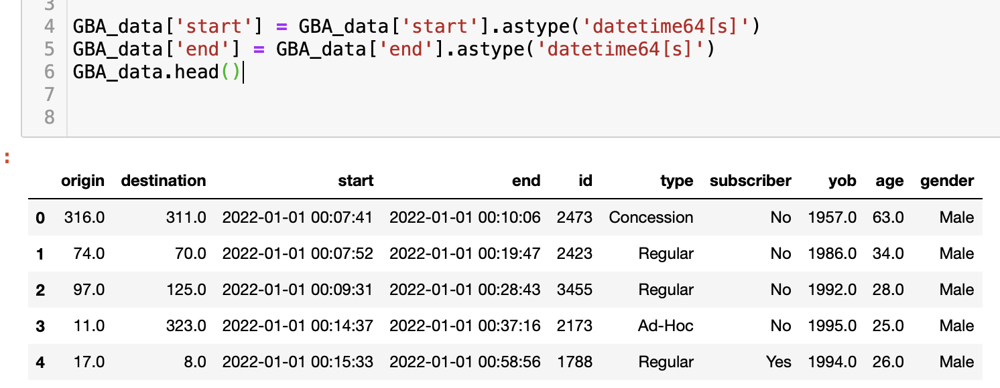 3
4 GBA_data['start'] = GBA_data['start'].astype('datetime64[s]')
5 GBA_data['end'] = GBA_data['end'].astype('datetime64[s]')
6 GBA_data.head()
7
8
:
origin destination start end id type subscriber yob age gender
0 316.0 311.0 2022-01-01 00:07:41 2022-01-01 00:10:06 2473 Concession No 1957.0 63.0 Male
1 74.0 70.0 2022-01-01 00:07:52 2022-01-01 00:19:47 2423 Regular No 1986.0 34.0 Male
2 97.0 125.0 2022-01-01 00:09:31 2022-01-01 00:28:43 3455 Regular No 1992.0 28.0 Male
3 11.0 323.0 2022-01-01 00:14:37 2022-01-01 00:37:16 2173 Ad-Hoc No 1995.0 25.0 Male
4 17.0 8.0 2022-01-01 00:15:33 2022-01-01 00:58:56 1788 Regular Yes 1994.0 26.0 Male